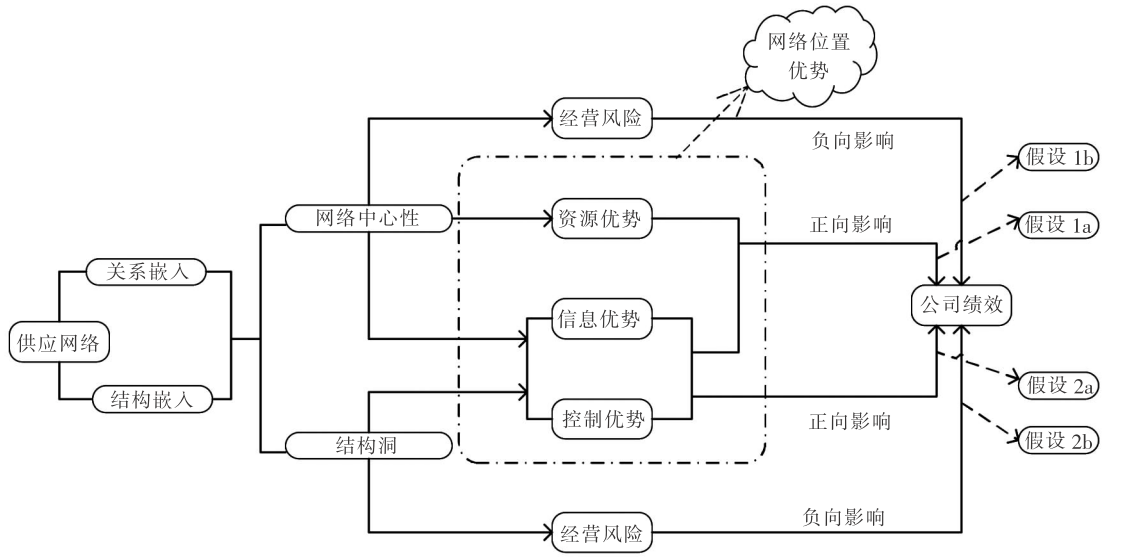 网络位置
优势
经营风险
负向影响
假设 1b
网络中心性
资源优势
正向影响
假设 1a
关系嵌入
信息优势
公司绩效
供应网络
假设 2a
结构嵌入
控制优势
正向影响
结构洞
假设 2b
经营风险
负向影响